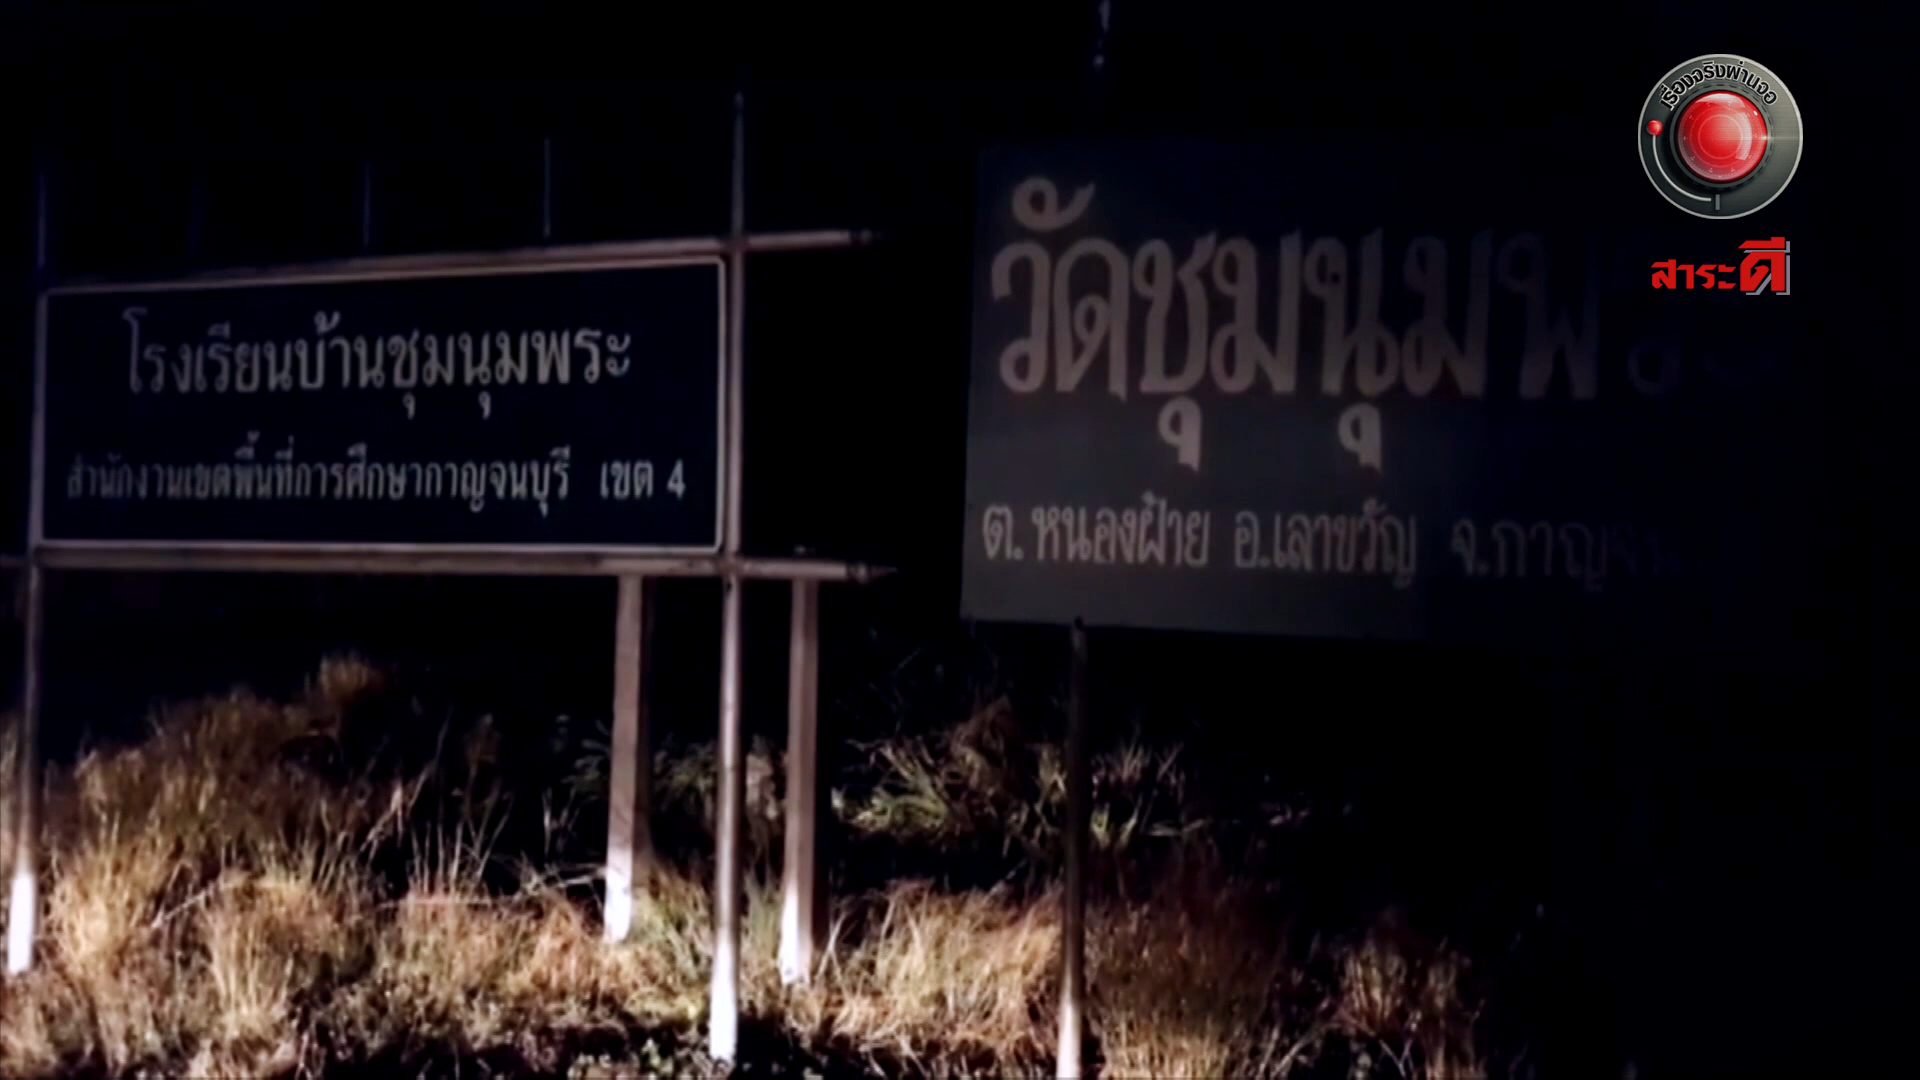 โรงเรียนบ้านชุมนุมพระ
สำนักงานเขตพื้นที่การศึกษากาญจนบุรี เขต 4
วัดชุมนุมพระ
ต. หนองฝ้าย อ.เลาขวัญ จ.กาญจน
เรื่องจริงผ่านจอ
สาระดี